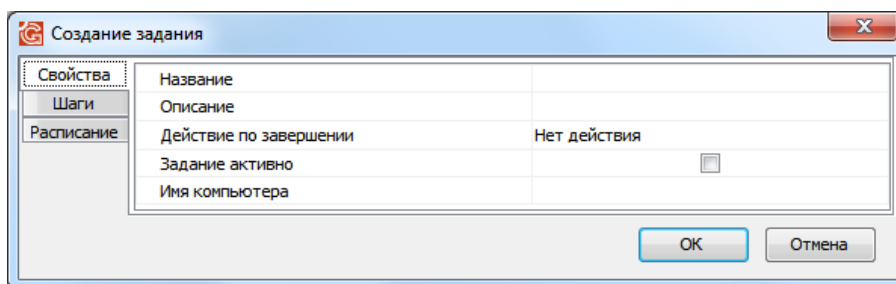 Создание задания
Свойства
Шаги
Расписание
Название
Описание
Действие по завершении Нет действия
Задание активно
Имя компьютера
OK Отмена